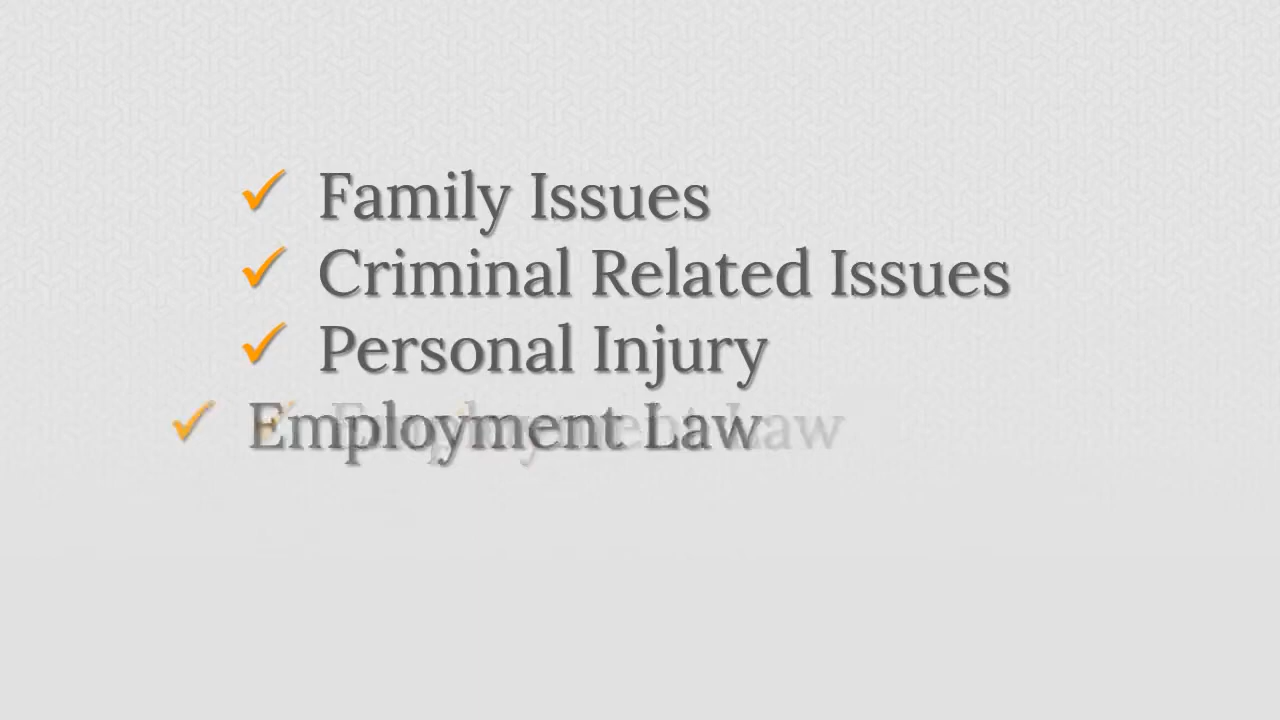 Family Issues
Criminal Related Issues
Personal Injury
Employment Law